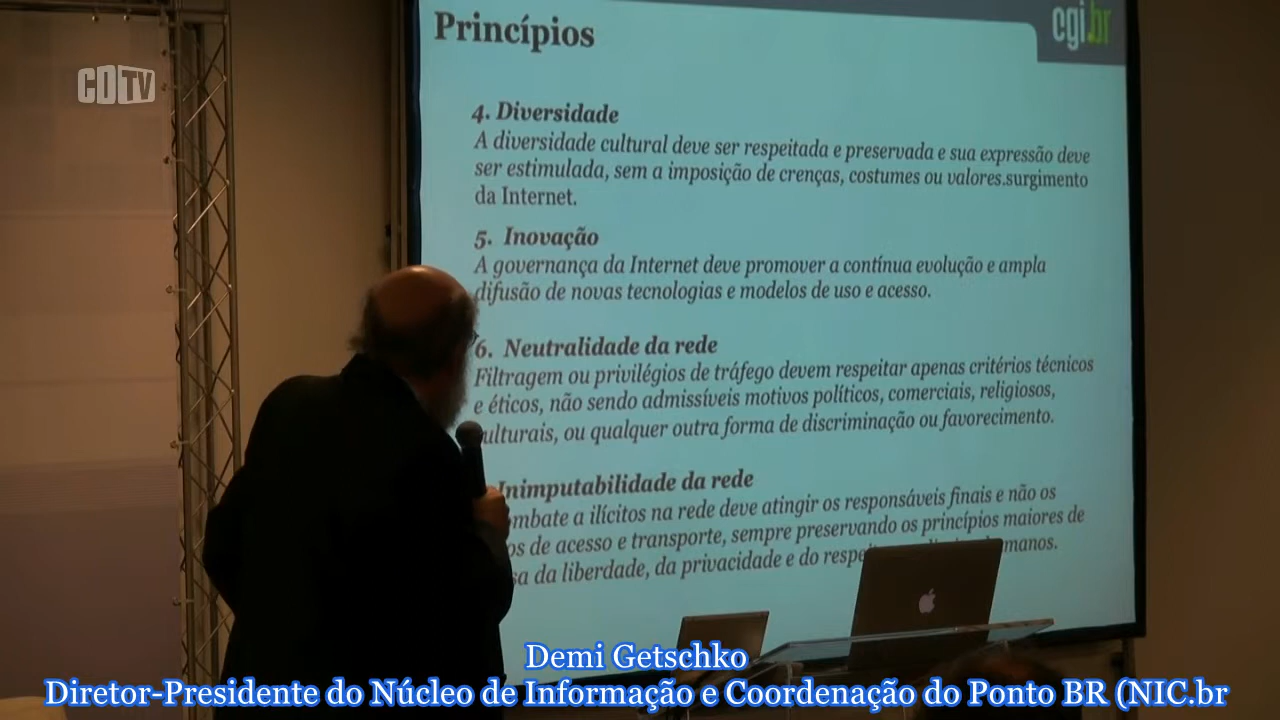 CDTV
cgi.br
Princípios
4. Diversidade
A diversidade cultural deve ser respeitada e preservada e sua expressão deve
ser estimulada, sem a imposição de crenças, costumes ou valores.surgimento
da Internet.
5. Inovação
A governança da Internet deve promover a contínua evolução e ampla
difusão de novas tecnologias e modelos de uso e acesso.
6. Neutralidade da rede
Filtragem ou privilégios de tráfego devem respeitar apenas critérios técnicos
e éticos, não sendo admissíveis motivos políticos, comerciais, religiosos,
culturais, ou qualquer outra forma de discriminação ou favorecimento.
Inimputabilidade da rede
ombate a ilícitos na rede deve atingir os responsáveis finais e não os
os de acesso e transporte, sempre preservando os princípios maiores de
sa da liberdade, da privacidade e do respe manos.
Demi Getschko
Diretor-Presidente do Núcleo de Informação e Coordenação do Ponto BR (NIC.br